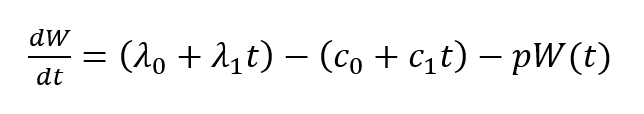 dW/dt = (λ₀ + λ₁t) − (c₀ + c₁t) − pW(t)